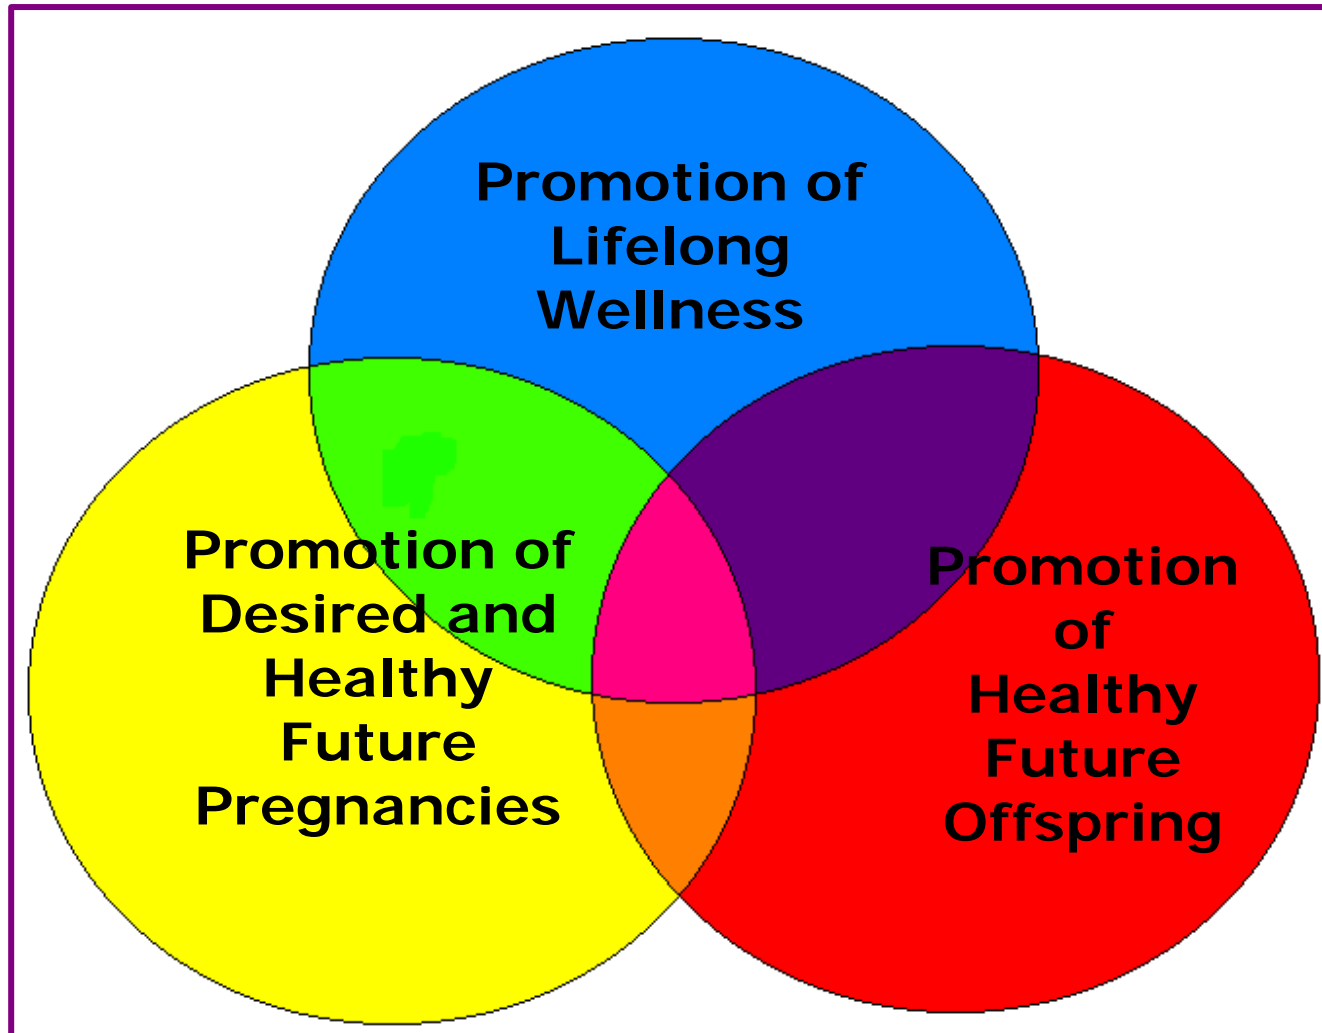 Promotion of
Lifelong
Wellness
Promotion of
Desired and
Healthy
Future
Pregnancies
Promotion
of
Healthy
Future
Offspring